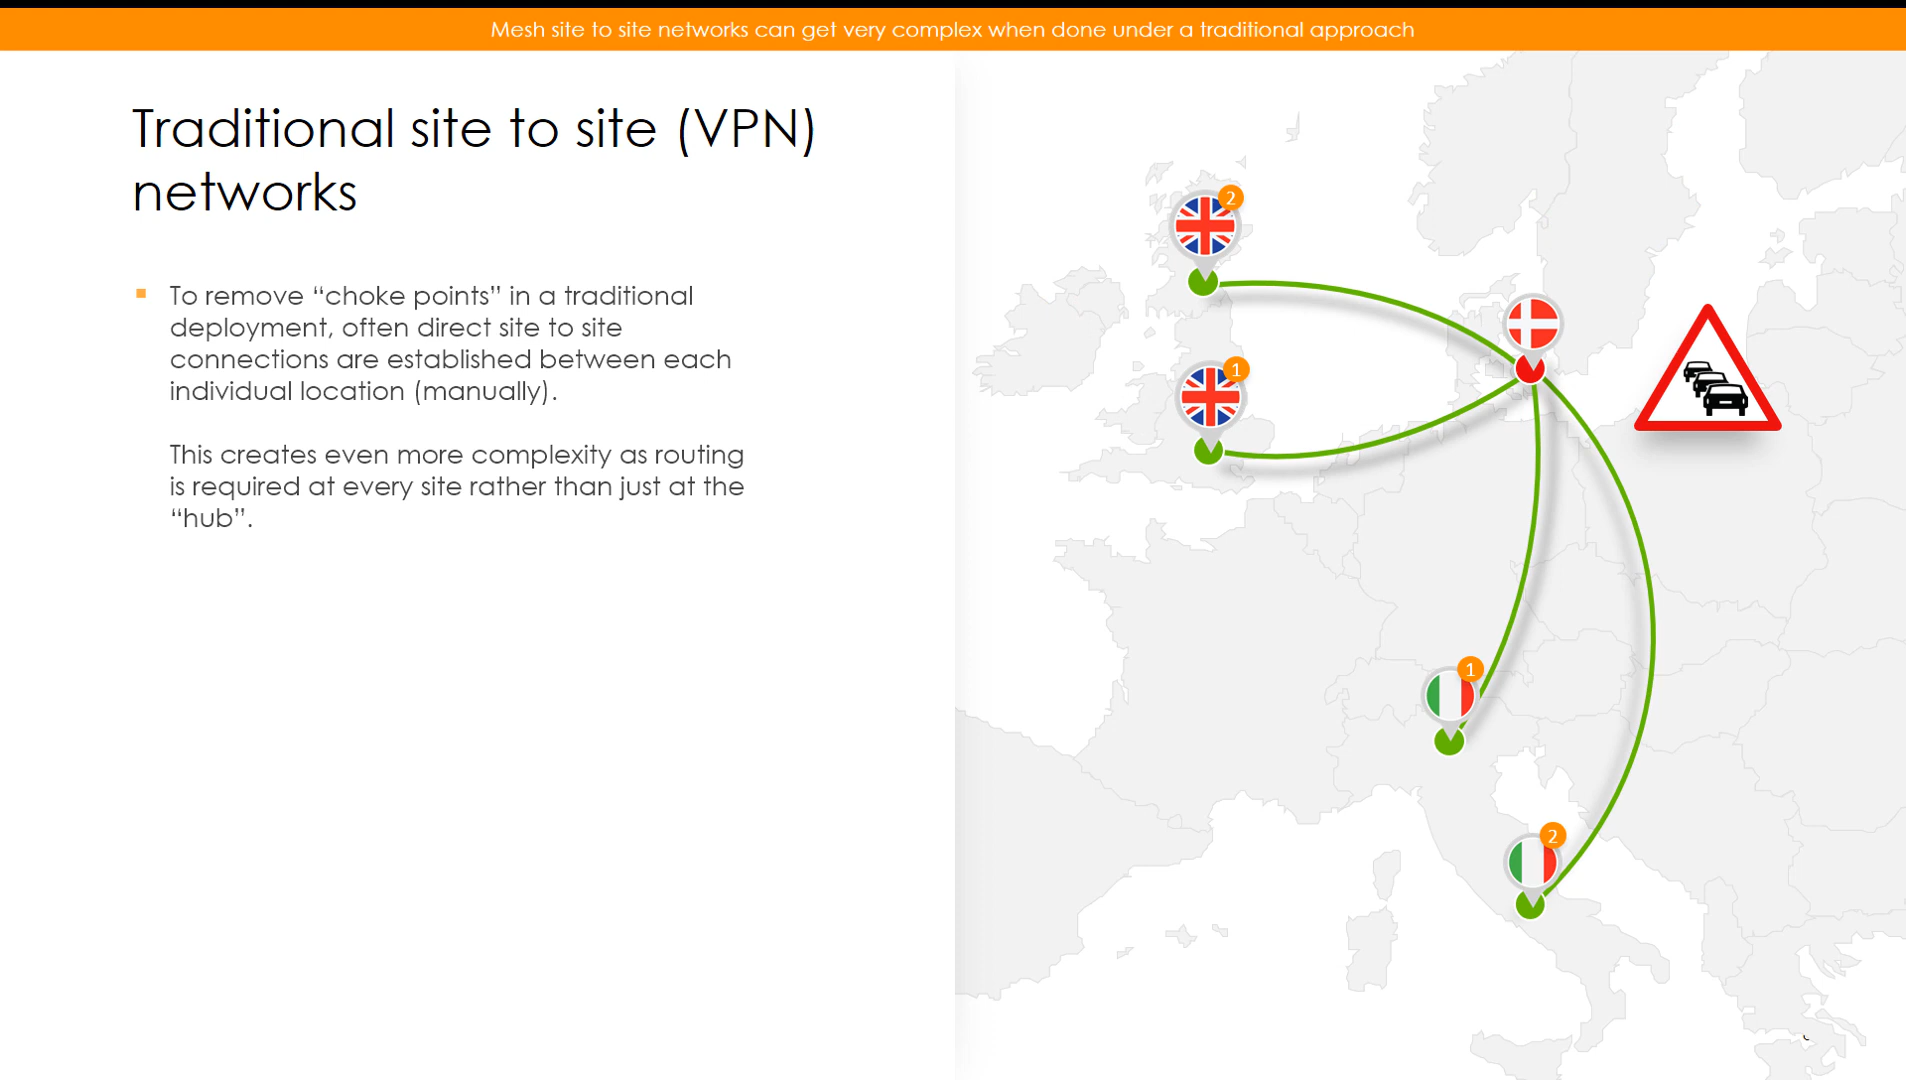 Mesh site to site networks can get very complex when done under a traditional approach
Traditional site to site (VPN)
networks
To remove “choke points” in a traditional
deployment, often direct site to site
connections are established between each
individual location (manually).
This creates even more complexity as routing
is required at every site rather than just at the
“hub”.
2
1
1
2